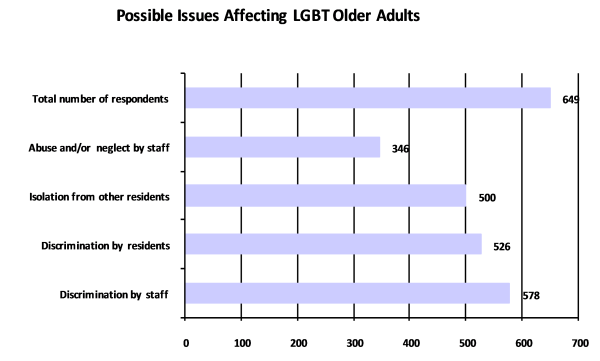 Possible Issues Affecting LGBT Older Adults
Total number of respondents 649
Abuse and/or neglect by staff 346
Isolation from other residents 500
Discrimination by residents 526
Discrimination by staff 578
0 100 200 300 400 500 600 700